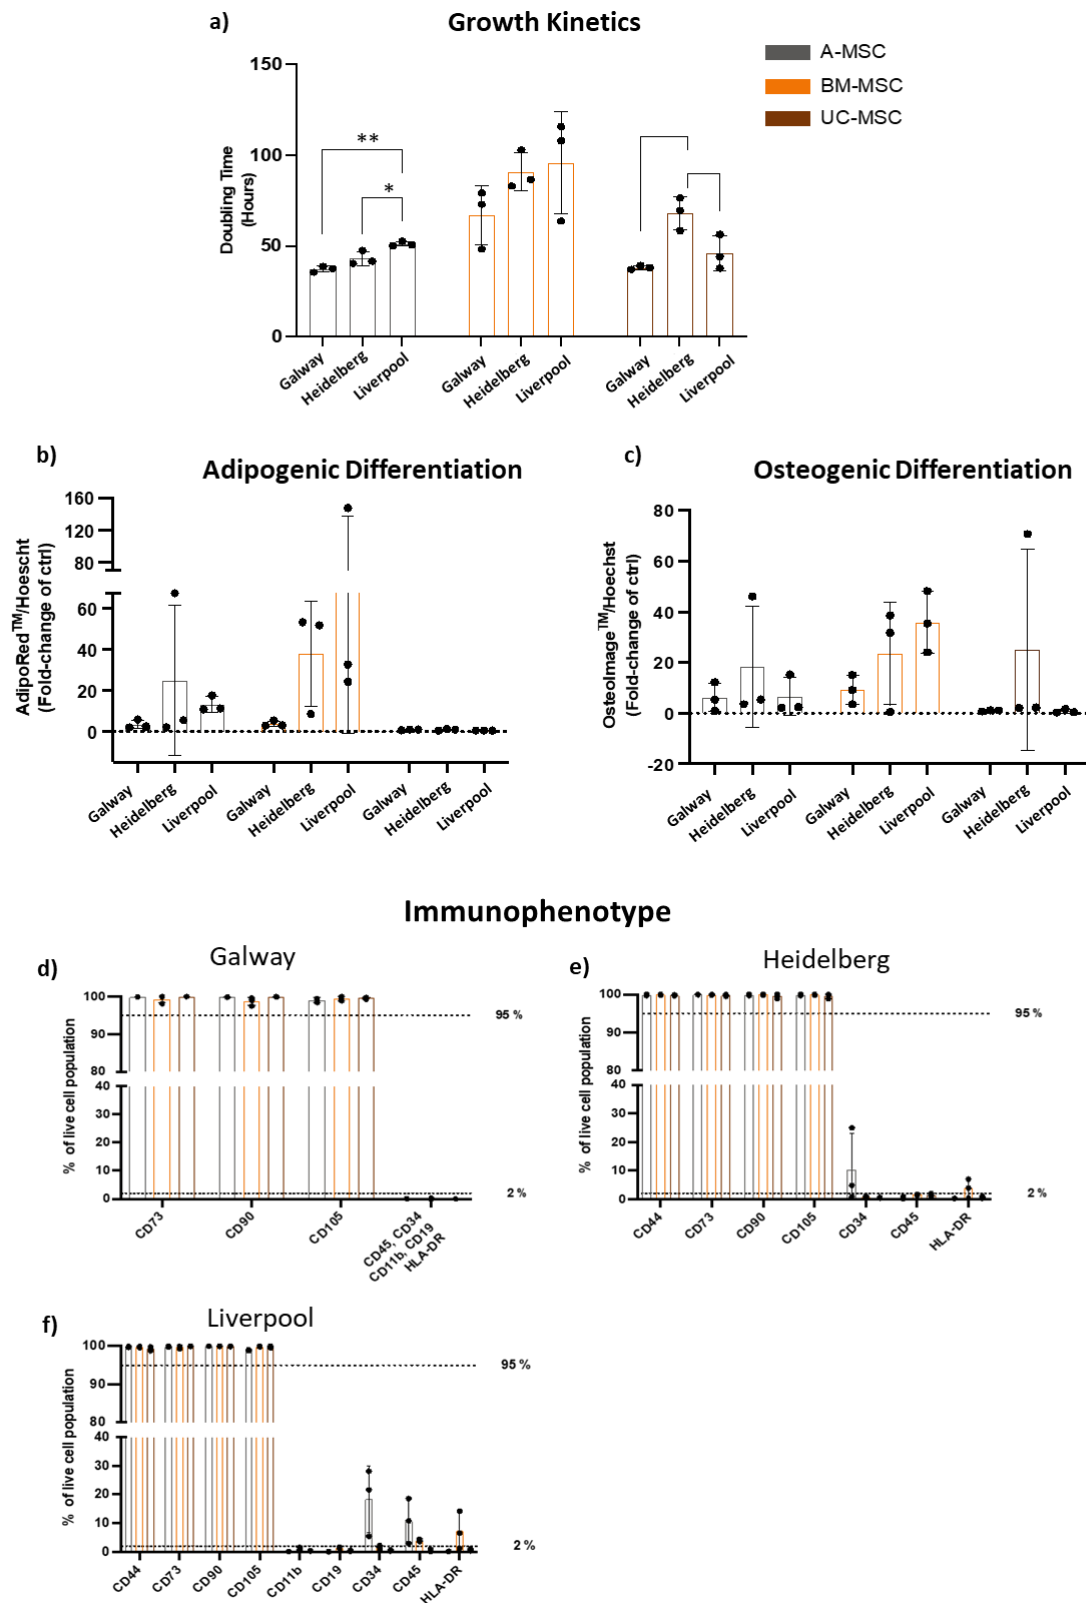 a)
Growth Kinetics
A-MSC
BM-MSC
UC-MSC
Doubling Time
(Hours)
150
100
50
0
**
*
Galway
Heidelberg
Liverpool
Galway
Heidelberg
Liverpool
Galway
Heidelberg
Liverpool
b)
Adipogenic Differentiation
AdipoRed™/Hoescht
(Fold-change of ctrl)
160
120
80
60
40
20
0
Galway
Heidelberg
Liverpool
Galway
Heidelberg
Liverpool
Galway
Heidelberg
Liverpool
c)
Osteogenic Differentiation
OsteoImage™/Hoechst
(Fold-change of ctrl)
80
60
40
20
0
-20
Galway
Heidelberg
Liverpool
Galway
Heidelberg
Liverpool
Galway
Heidelberg
Liverpool
Immunophenotype
d)
Galway
% of live cell population
100
90
80
40
30
20
10
0
95 %
2 %
CD73
CD90
CD105
CD45, CD34
CD11b, CD19
HLA-DR
e)
Heidelberg
% of live cell population
100
90
80
40
30
20
10
0
95 %
2 %
CD44
CD73
CD90
CD105
CD34
CD45
HLA-DR
f)
Liverpool
% of live cell population
100
90
80
40
30
20
10
0
95 %
2 %
CD44
CD73
CD90
CD105
CD11b
CD19
CD34
CD45
HLA-DR